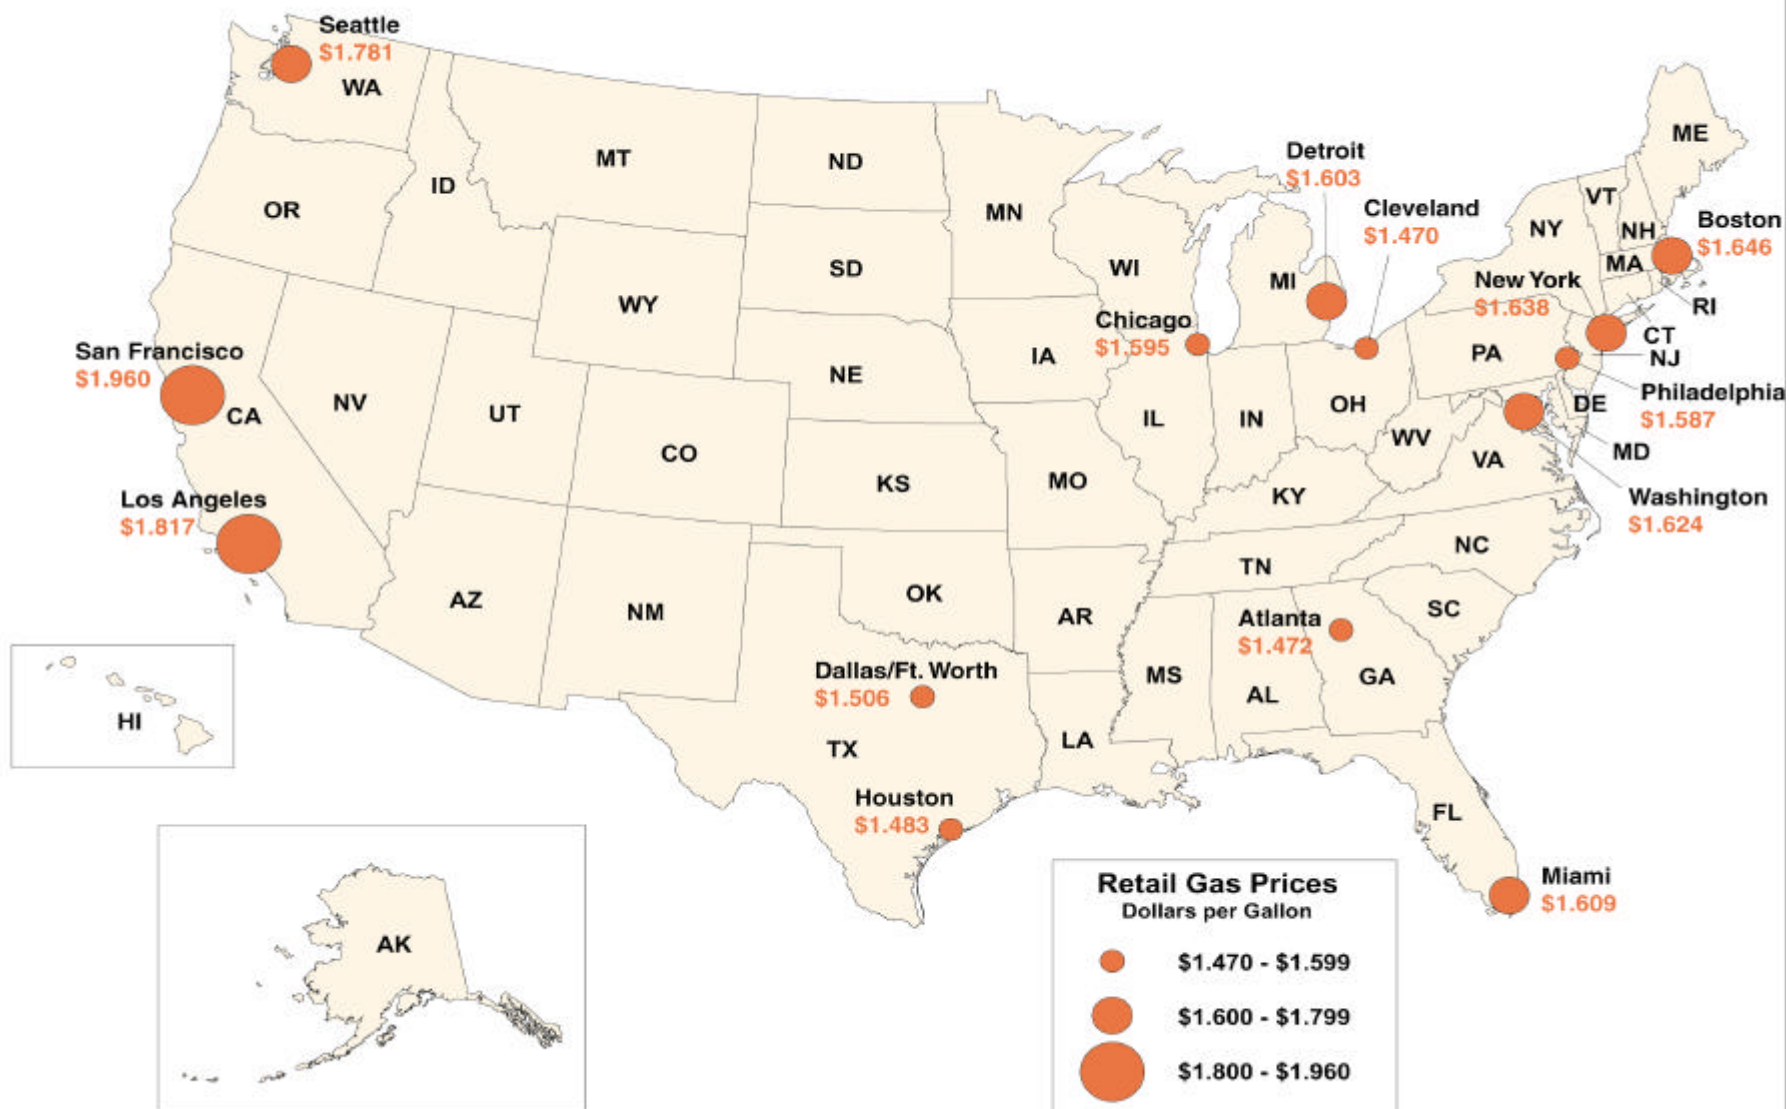 Seattle
$1.781
WA
MT
ND
MN
ID
OR
ME
Detroit
$1.603
VT
Cleveland
$1.470
NY
NH
Boston
$1.646
MA
WI
SD
MI
New York
$1.638
RI
WY
Chicago
$1.595
CT
NJ
IA
PA
San Francisco
$1.960
NE
Philadelphia
$1.587
CA
NV
UT
IL
IN
OH
DE
WV
MD
CO
KS
MO
VA
KY
Washington
$1.624
Los Angeles
$1.817
NC
TN
AZ
NM
OK
AR
SC
Atlanta
$1.472
Dallas/Ft. Worth
$1.506
MS
AL
GA
HI
TX
LA
Houston
$1.483
FL
Miami
$1.609
AK
Retail Gas Prices
Dollars per Gallon
$1.470 - $1.599
$1.600 - $1.799
$1.800 - $1.960